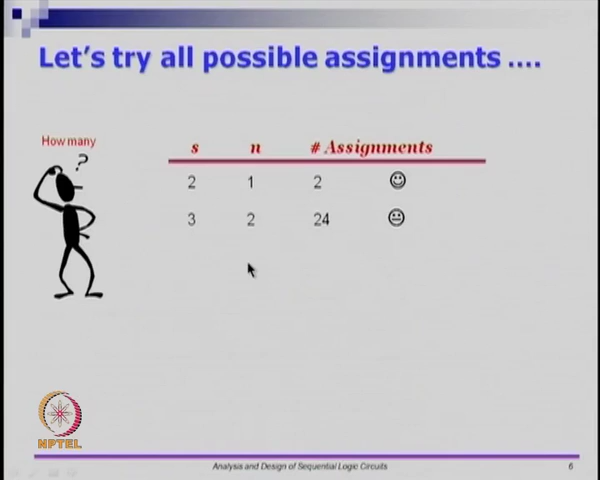 Let's try all possible assignments ....
How many
?
s n # Assignments
2 1 2
3 2 24
NPTEL
Analysis and Design of Sequential Logic Circuits 6